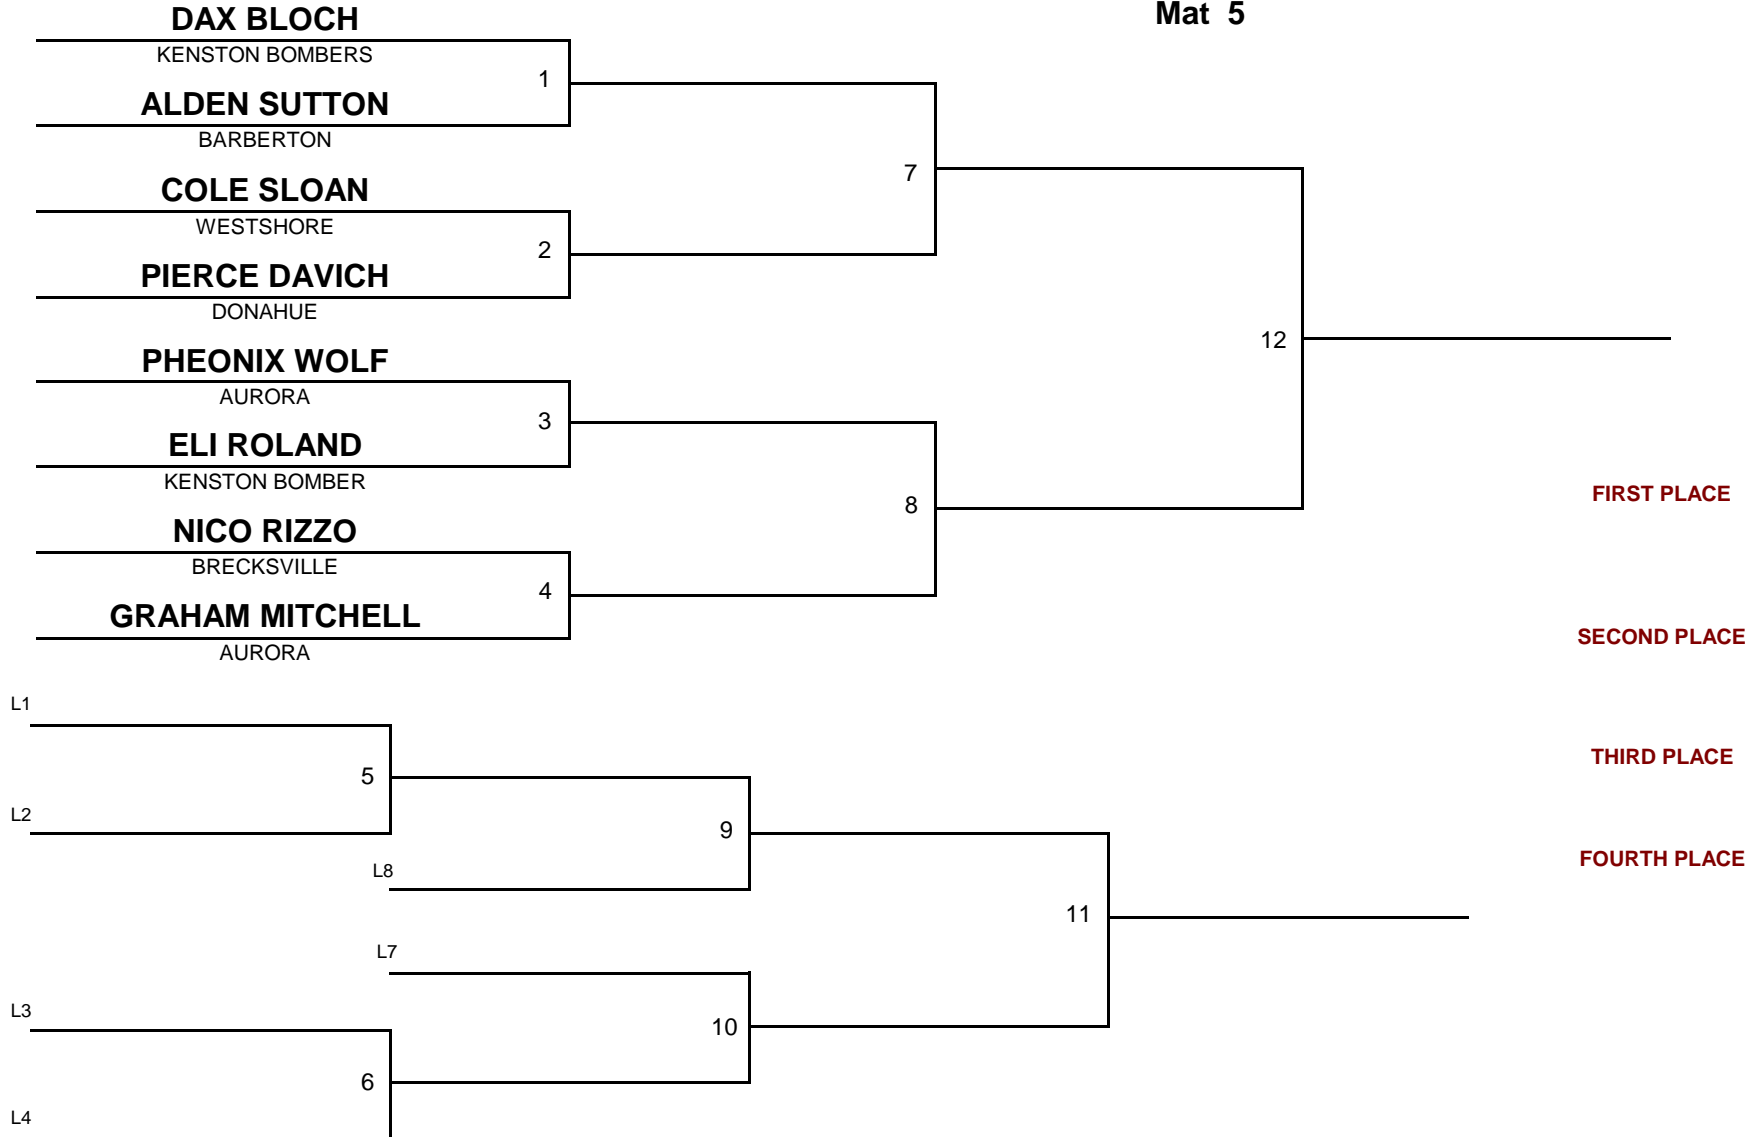 Mat 5
DAX BLOCH
KENSTON BOMBERS
1
ALDEN SUTTON
BARBERTON
7
COLE SLOAN
WESTSHORE
2
PIERCE DAVICH
DONAHUE
12
PHEONIX WOLF
AURORA
3
ELI ROLAND
KENSTON BOMBER
8
FIRST PLACE
NICO RIZZO
BRECKSVILLE
4
GRAHAM MITCHELL
AURORA
SECOND PLACE
L1
5
THIRD PLACE
L2
9
L8
FOURTH PLACE
11
L7
L3
10
6
L4